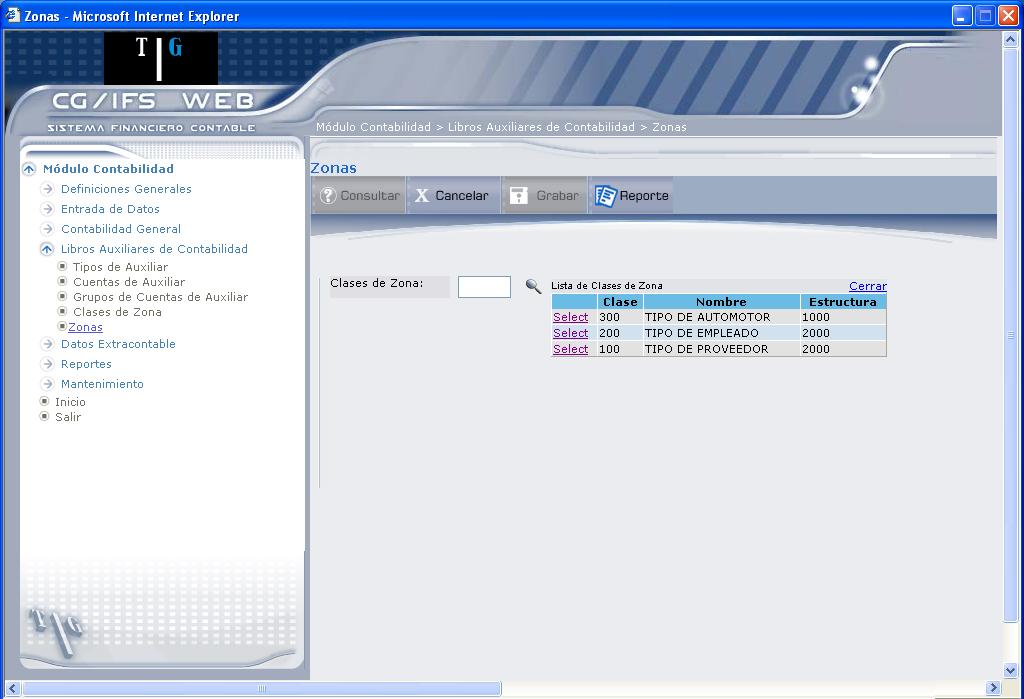 Zonas - Microsoft Internet Explorer
T G
CG/IFS WEB
SISTEMA FINANCIERO CONTABLE
Módulo Contabilidad > Libros Auxiliares de Contabilidad > Zonas
Módulo Contabilidad
Definiciones Generales
Entrada de Datos
Contabilidad General
Libros Auxiliares de Contabilidad
Tipos de Auxiliar
Cuentas de Auxiliar
Grupos de Cuentas de Auxiliar
Clases de Zona
Zonas
Datos Extracontable
Reportes
Mantenimiento
Inicio
Salir
T G
Zonas
Consultar X Cancelar Grabar Reporte
Clases de Zona:
Lista de Clases de Zona Cerrar
Clase Nombre Estructura
Select 300 TIPO DE AUTOMOTOR 1000
Select 200 TIPO DE EMPLEADO 2000
Select 100 TIPO DE PROVEEDOR 2000